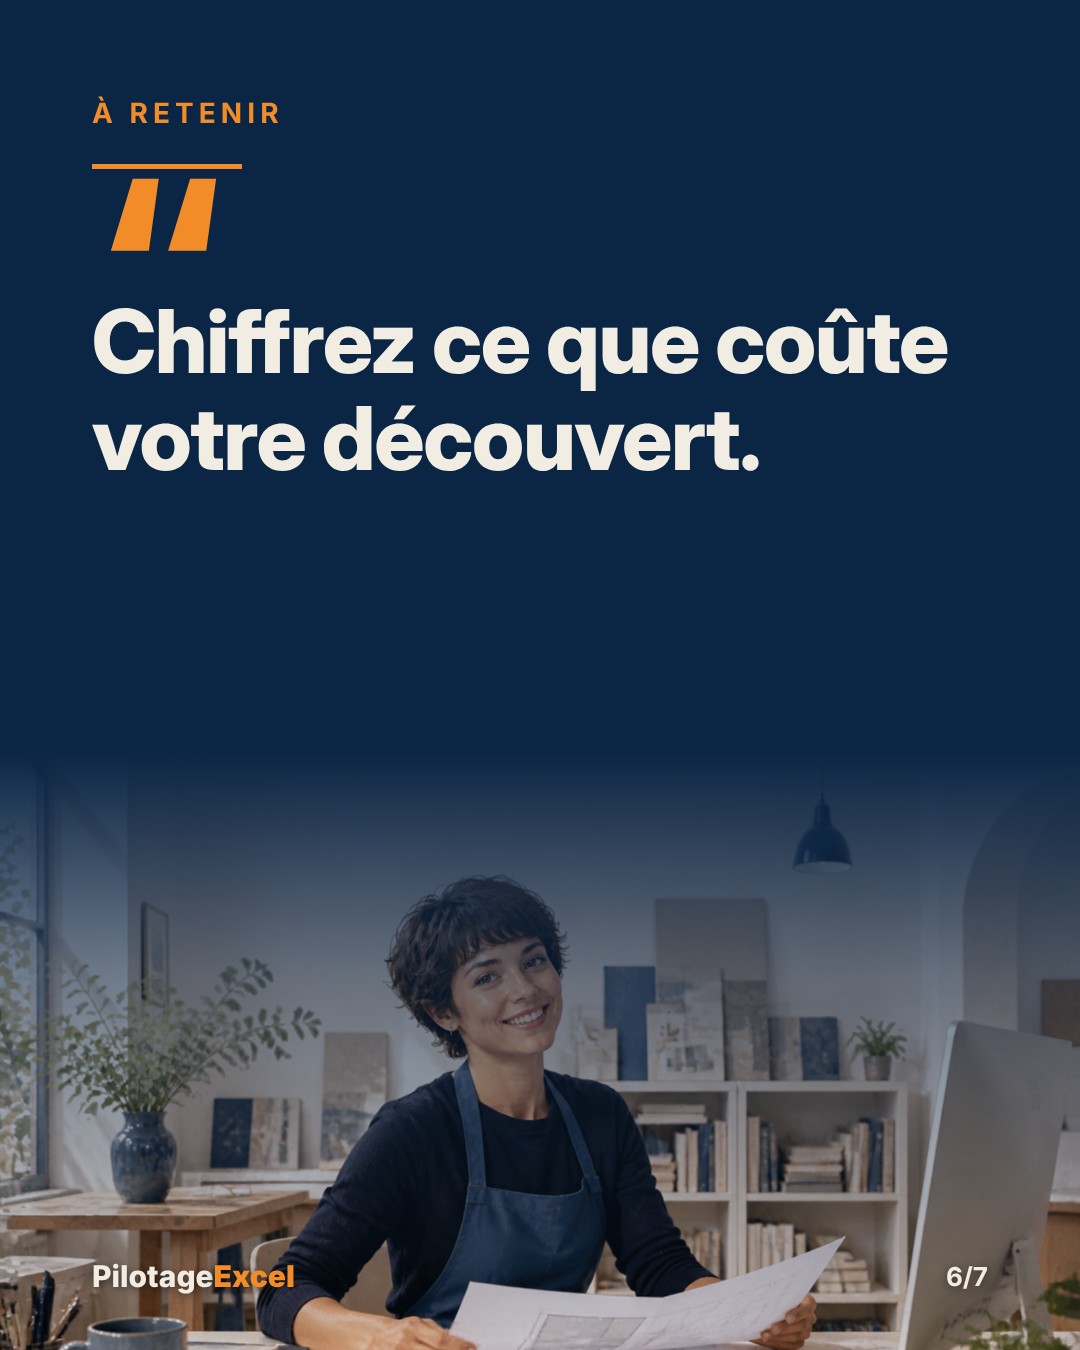 À RETENIR
"
Chiffrez ce que coûte
votre découvert.
PilotageExcel
6/7